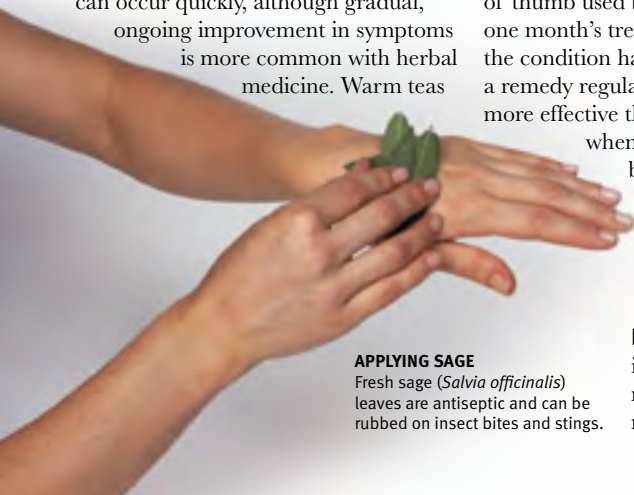 can occur quickly, although gradual,
ongoing improvement in symptoms
is more common with herbal
medicine. Warm teas
of thumb used
one month's
the condition
a remedy
more effective
when
APPLYING SAGE
Fresh sage (Salvia officinalis)
leaves are antiseptic and can be
rubbed on insect bites and stings.